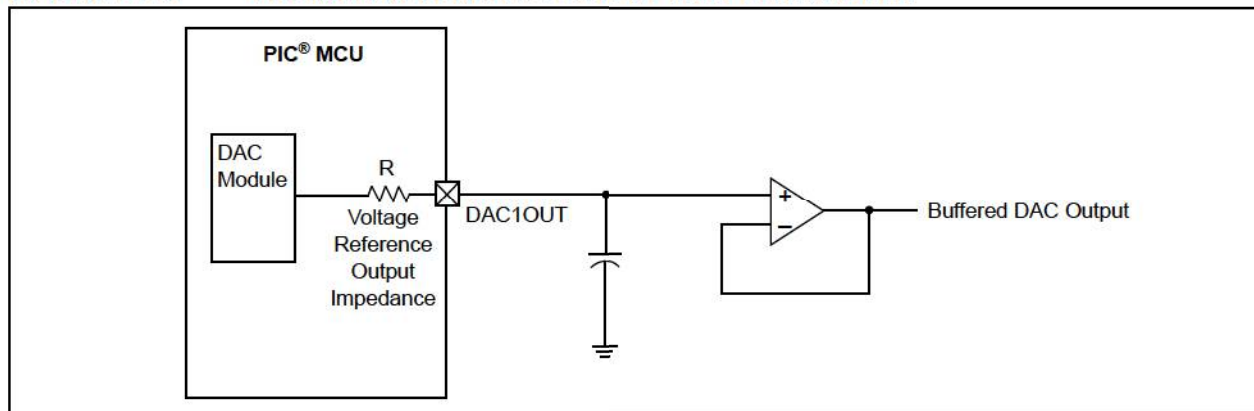 PIC® MCU
DAC
Module
R
Voltage
Reference
Output
Impedance
DAC1OUT
+
–
Buffered DAC Output